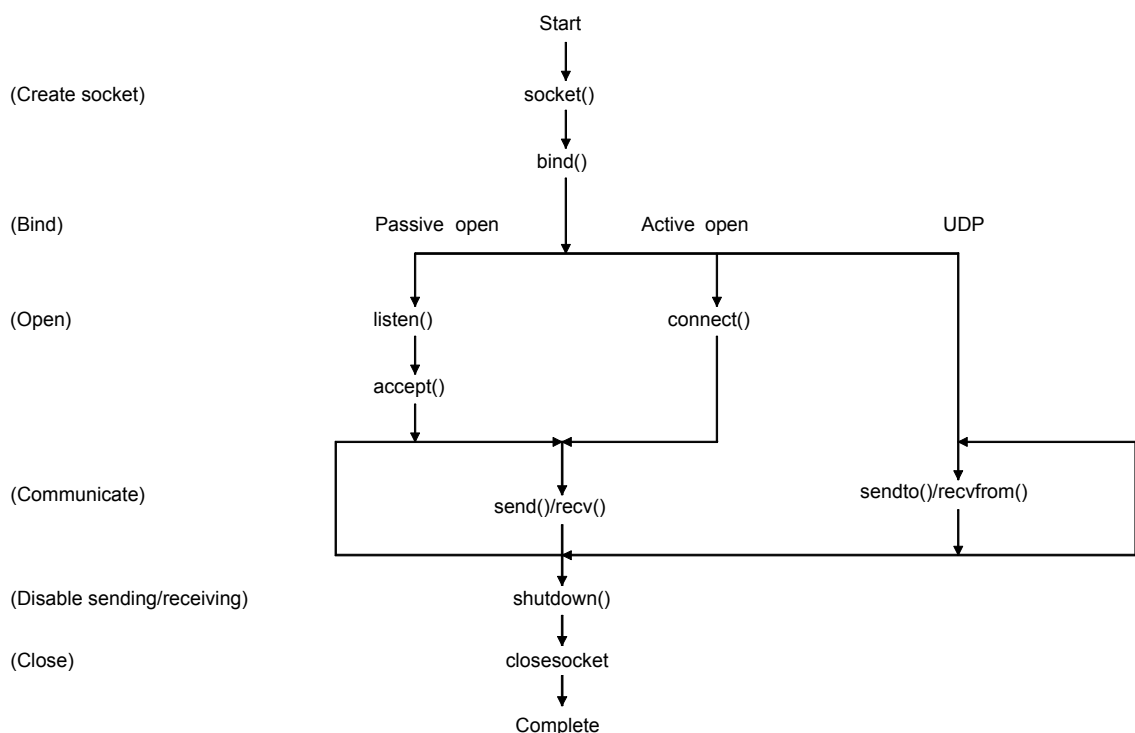 Start
(Create socket) socket()
bind()
(Bind) Passive open Active open UDP
(Open) listen() connect()
accept()
(Communicate) send()/recv() sendto()/recvfrom()
(Disable sending/receiving) shutdown()
(Close) closesocket
Complete